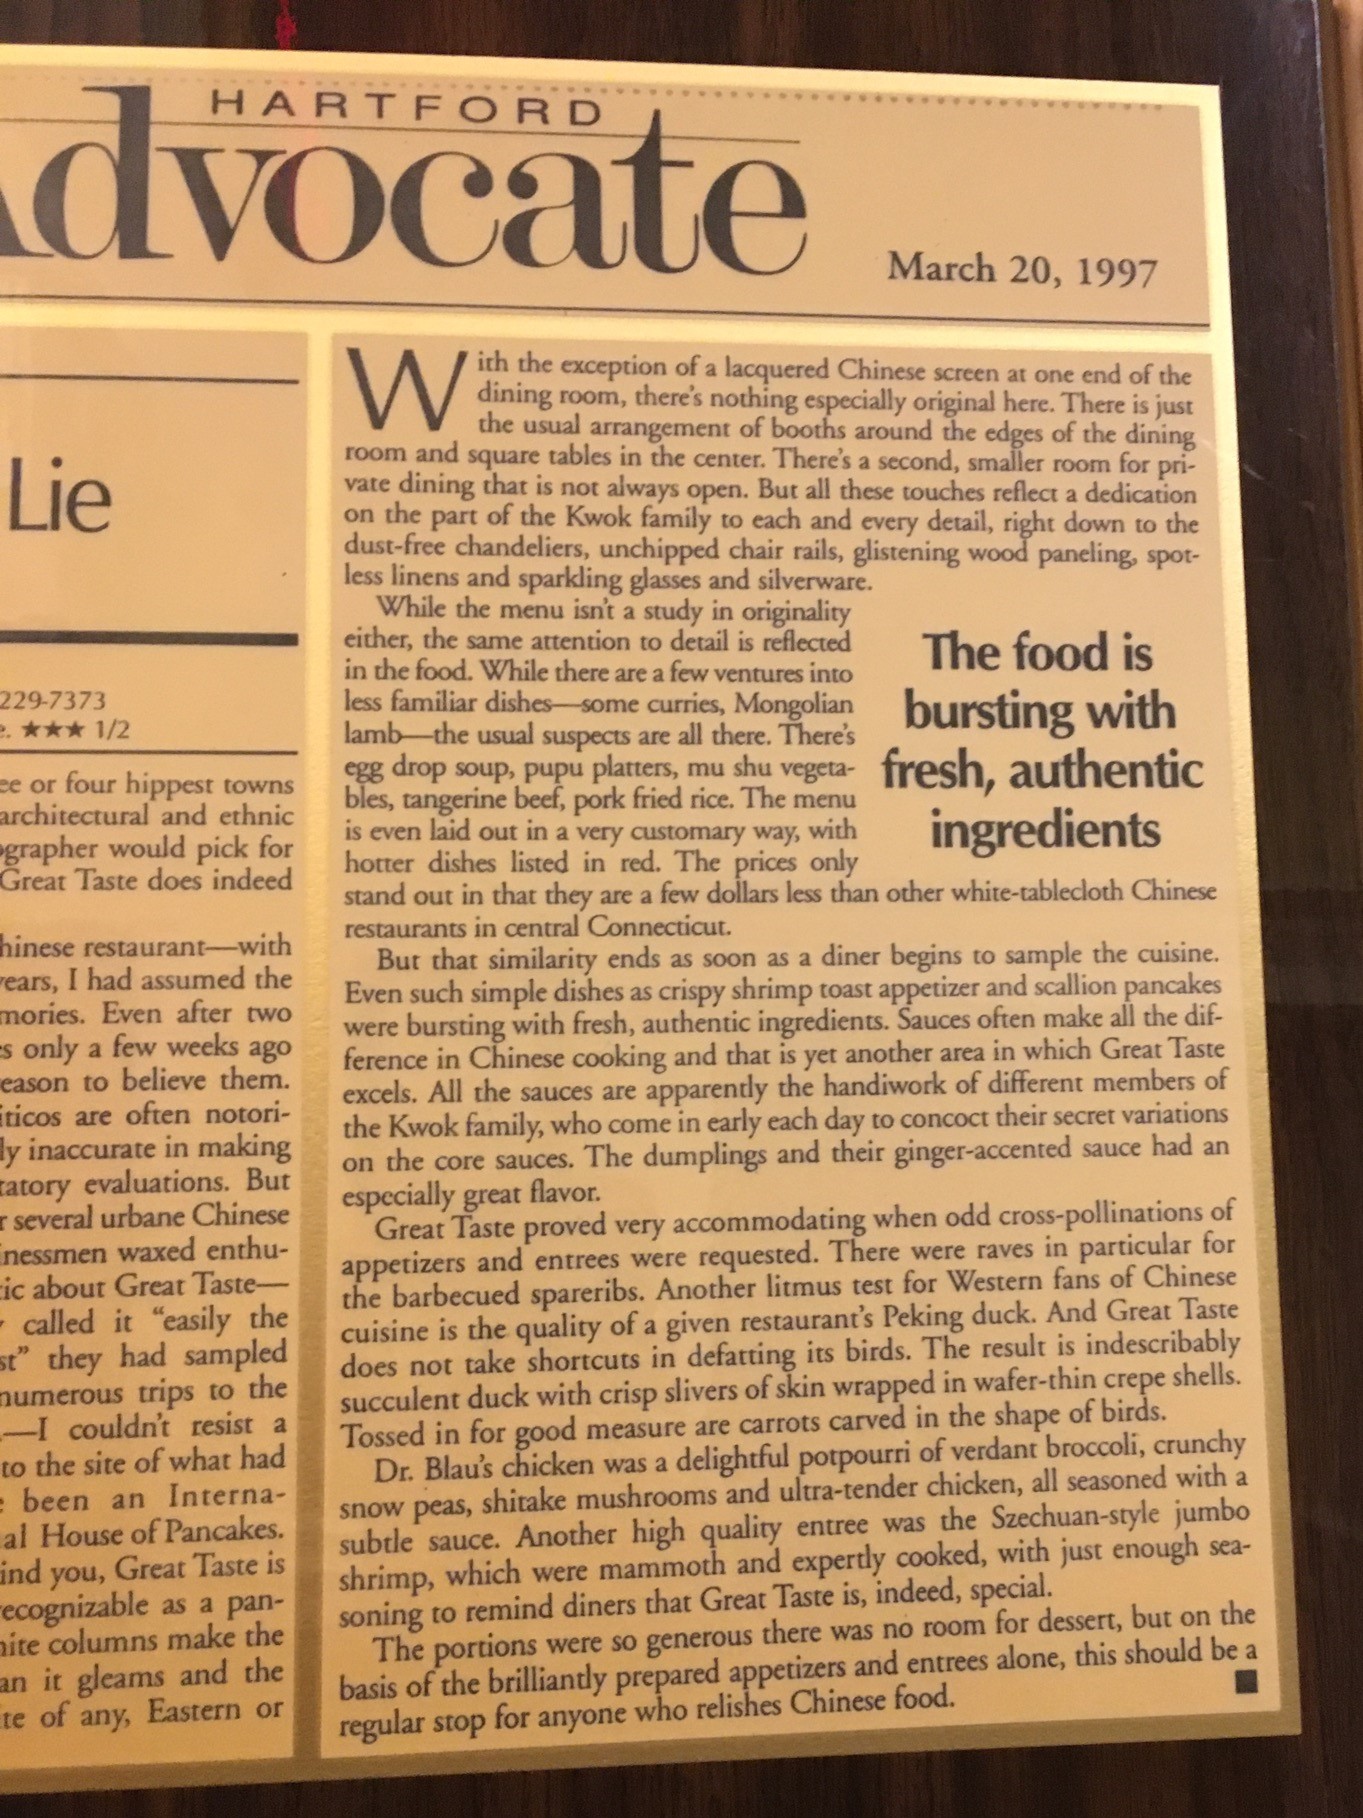 HARTFORD
Advocate
March 20, 1997
Lie
229-7373
★★★ 1/2
or four hippest towns
architectural and ethnic
would pick for
Great Taste does indeed
restaurant—with
years, I had assumed the
Even after two
only a few weeks ago
reason to believe them.
are often notori-
inaccurate in making
evaluations. But
several urbane Chinese
waxed enthu-
about Great Taste—
called it “easily the
they had sampled
numerous trips to the
—I couldn't resist a
to the site of what had
been an Interna-
House of Pancakes.
you, Great Taste is
recognizable as a pan-
columns make the
it gleams and the
of any, Eastern or
With the exception of a lacquered Chinese screen at one end of the
dining room, there's nothing especially original here. There is just
the usual arrangement of booths around the edges of the dining
room and square tables in the center. There's a second, smaller room for pri-
vate dining that is not always open. But all these touches reflect a dedication
on the part of the Kwok family to each and every detail, right down to the
dust-free chandeliers, unchipped chair rails, glistening wood paneling, spot-
less linens and sparkling glasses and silverware.
While the menu isn't a study in originality
either, the same attention to detail is reflected
in the food. While there are a few ventures into
less familiar dishes—some curries, Mongolian
lamb—the usual suspects are all there. There's
egg drop soup, pupu platters, mu shu vegeta-
bles, tangerine beef, pork fried rice. The menu
is even laid out in a very customary way, with
hotter dishes listed in red. The prices only
stand out in that they are a few dollars less than other white-tablecloth Chinese
restaurants in central Connecticut.
The food is
bursting with
fresh, authentic
ingredients
But that similarity ends as soon as a diner begins to sample the cuisine.
Even such simple dishes as crispy shrimp toast appetizer and scallion pancakes
were bursting with fresh, authentic ingredients. Sauces often make all the dif-
ference in Chinese cooking and that is yet another area in which Great Taste
excels. All the sauces are apparently the handiwork of different members of
the Kwok family, who come in early each day to concoct their secret variations
on the core sauces. The dumplings and their ginger-accented sauce had an
especially great flavor.
Great Taste proved very accommodating when odd cross-pollinations of
appetizers and entrees were requested. There were raves in particular for
the barbecued spareribs. Another litmus test for Western fans of Chinese
cuisine is the quality of a given restaurant's Peking duck. And Great Taste
does not take shortcuts in defatting its birds. The result is indescribably
succulent duck with crisp slivers of skin wrapped in wafer-thin crepe shells.
Tossed in for good measure are carrots carved in the shape of birds.
Dr. Blau's chicken was a delightful potpourri of verdant broccoli, crunchy
snow peas, shitake mushrooms and ultra-tender chicken, all seasoned with a
subtle sauce. Another high quality entree was the Szechuan-style jumbo
shrimp, which were mammoth and expertly cooked, with just enough sea-
soning to remind diners that Great Taste is, indeed, special.
The portions were so generous there was no room for dessert, but on the
basis of the brilliantly prepared appetizers and entrees alone, this should be a
regular stop for anyone who relishes Chinese food.